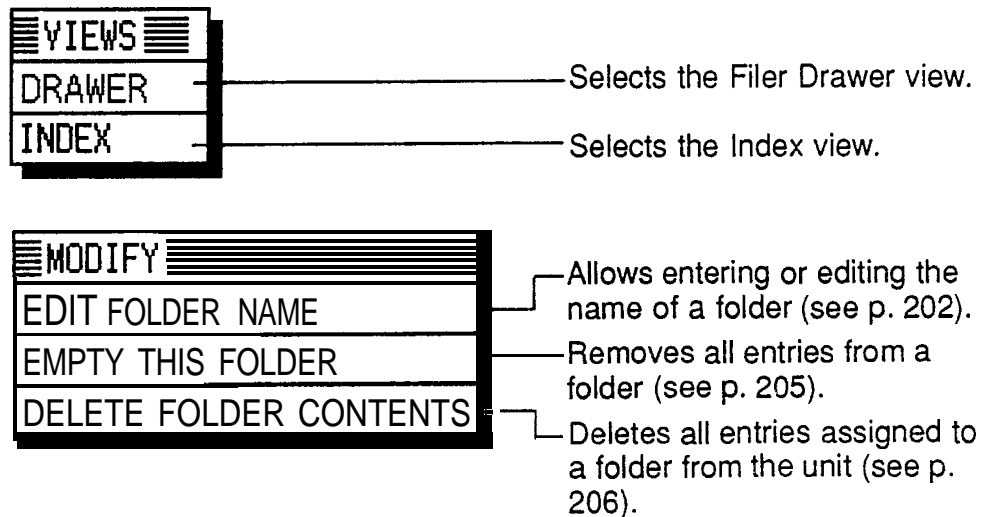 VIEWS
DRAWER
Selects the Filer Drawer view.
INDEX
Selects the Index view.
MODIFY
EDIT FOLDER NAME
Allows entering or editing the
name of a folder (see p. 202).
EMPTY THIS FOLDER
Removes all entries from a
folder (see p. 205).
DELETE FOLDER CONTENTS
Deletes all entries assigned to
a folder from the unit (see p.
206).